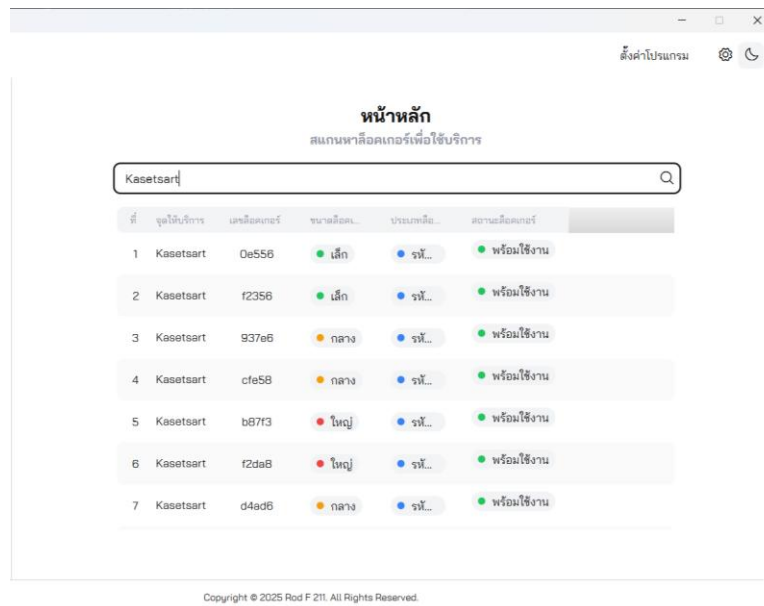 ตั้งค่าโปรแกรม
หน้าหลัก
สแกนหาล็อคเกอร์เพื่อใช้บริการ
Kasetsart
ที่ จุดให้บริการ เลขล็อคเกอร์ ขนาดล็อคเ... ประเภทล็อ... สถานะล็อคเกอร์
1 Kasetsart 0e556 เล็ก รหั... พร้อมใช้งาน
2 Kasetsart f2356 เล็ก รหั... พร้อมใช้งาน
3 Kasetsart 937e6 กลาง รหั... พร้อมใช้งาน
4 Kasetsart cfe58 กลาง รหั... พร้อมใช้งาน
5 Kasetsart b87f3 ใหญ่ รหั... พร้อมใช้งาน
6 Kasetsart f2da8 ใหญ่ รหั... พร้อมใช้งาน
7 Kasetsart d4ad6 กลาง รหั... พร้อมใช้งาน
Copyright © 2025 Rod F 211. All Rights Reserved.